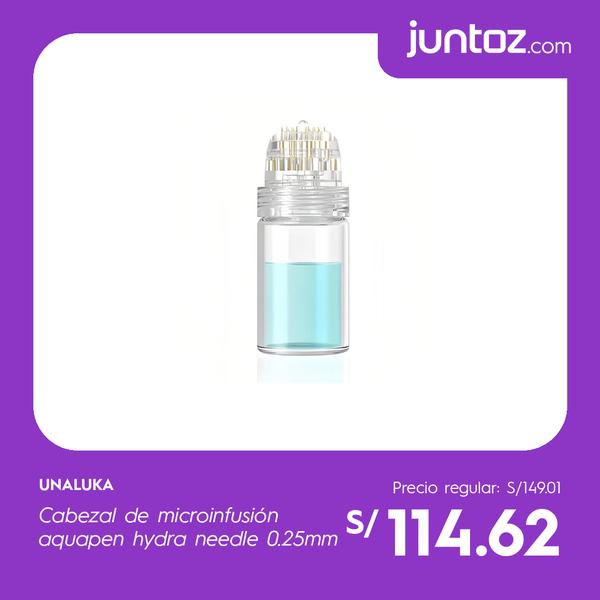 juntoz.com
UNALUKA
Cabezal de microinfusión
aquapen hydra needle 0.25mm
Precio regular: S/149.01
S/114.62